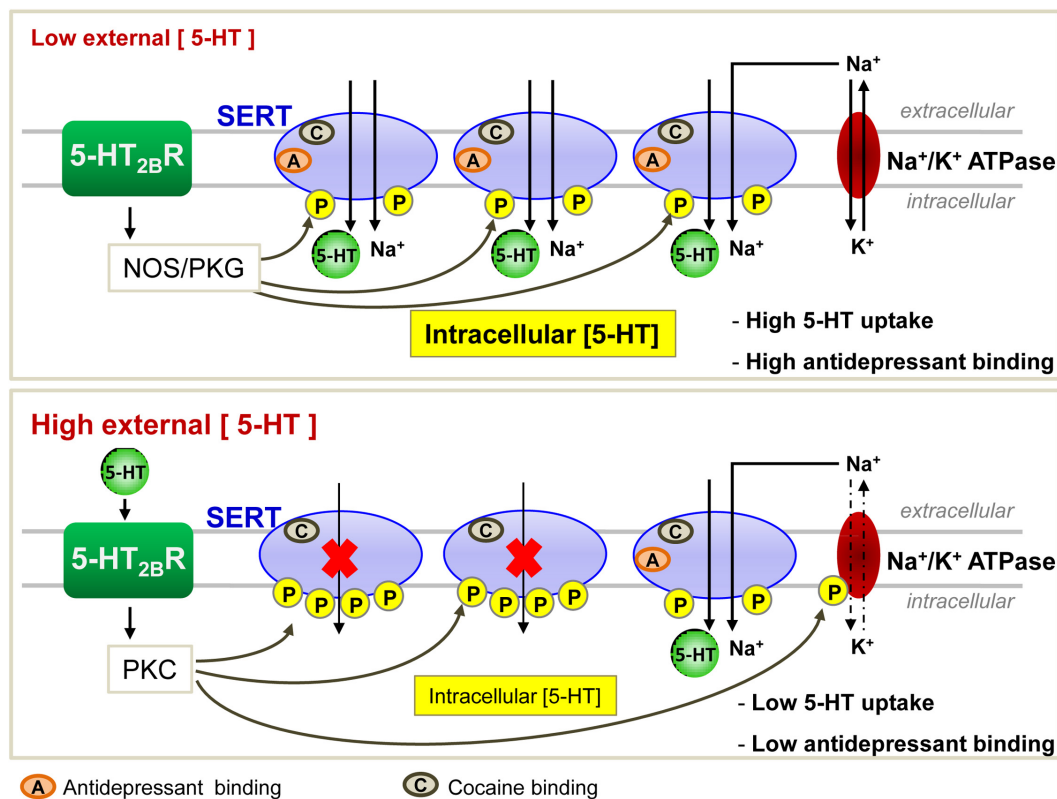 Low external [ 5-HT ]
Na⁺
SERT
extracellular
C C C
5-HT₂BR
A A A
Na⁺/K⁺ ATPase
intracellular
P P P P P P
5-HT Na⁺ 5-HT Na⁺ 5-HT Na⁺ K⁺
NOS/PKG
Intracellular [5-HT]
- High 5-HT uptake
- High antidepressant binding
High external [ 5-HT ]
5-HT
Na⁺
SERT
extracellular
C C C
5-HT₂BR
A
Na⁺/K⁺ ATPase
intracellular
P P P P P P P P P P P
5-HT Na⁺ K⁺
PKC
Intracellular [5-HT]
- Low 5-HT uptake
- Low antidepressant binding
A Antidepressant binding C Cocaine binding